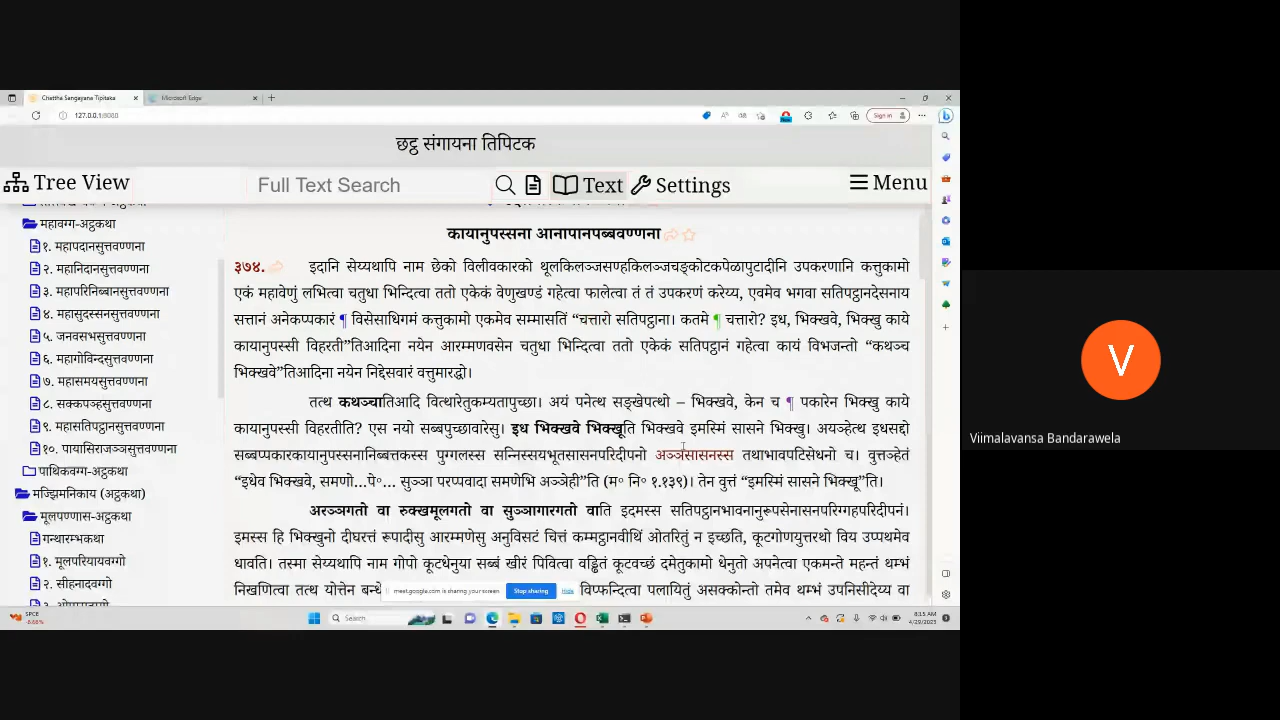 Chattha Sangayana Tipitaka
Microsoft Edge
127.0.0.1:9080
Sign in
छट्ठ संगायना तिपिटक
Tree View
Full Text Search
Text
Settings
Menu
महावग्ग-अट्ठकथा
१. महापदानसुत्तवण्णना
२. महानिदानसुत्तवण्णना
३. महापरिनिब्बानसुत्तवण्णना
४. महासुदस्सनसुत्तवण्णना
५. जनवसभसुत्तवण्णना
६. महागोविन्दसुत्तवण्णना
७. महासमयसुत्तवण्णना
८. सक्कपञ्हसुत्तवण्णना
९. महासतिपट्ठानसुत्तवण्णना
१०. पायासिराजञ्ञसुत्तवण्णना
पाथिकवग्ग-अट्ठकथा
मज्झिमनिकाय (अट्ठकथा)
मूलपण्णास-अट्ठकथा
गन्थारम्भकथा
१. मूलपरियायवग्गो
२. सीहनादवग्गो
कायानुपस्सना आनापानपब्बवण्णना
३७४. इदानि सेय्यथापि नाम छेको विलीवकारको थूलकिलञ्जसण्हकिलञ्जचङ्कोटकपेळापुटादीनि उपकरणानि कत्तुकामो
एकं महावेणुं लभित्वा चतुधा भिन्दित्वा ततो एकेकं वेणुखण्डं गहेत्वा फालेत्वा तं तं उपकरणं करेय्य, एवमेव भगवा सतिपट्ठानदेसनाय
सत्तानं अनेकप्पकारं ¶ विसेसाधिगमं कत्तुकामो एकमेव सम्मासतिं “चत्तारो सतिपट्ठाना। कतमे ¶ चत्तारो? इध, भिक्खवे, भिक्खु काये
कायानुपस्सी विहरती”तिआदिना नयेन आरम्मणवसेन चतुधा भिन्दित्वा ततो एकेकं सतिपट्ठानं गहेत्वा कायं विभजन्तो “कथञ्च
भिक्खवे”तिआदिना नयेन निद्देसवारं वत्तुमारद्धो।
तत्थ कथञ्चातिआदि वित्थारेतुकम्यतापुच्छा। अयं पनेत्थ सङ्खेपत्थो – भिक्खवे, केन च ¶ पकारेन भिक्खु काये
कायानुपस्सी विहरतीति? एस नयो सब्बपुच्छावारेसु। इध भिक्खवे भिक्खूति भिक्खवे इमस्मिं सासने भिक्खु। अयञ्हेत्थ इधसद्दो
सब्बप्पकारकायानुपस्सनानिब्बत्तकस्स पुग्गलस्स सन्निस्सयभूतसासनपरिदीपनो अञ्ञसासनस्स तथाभावपटिसेधनो च। वुत्तञ्हेतं
“इधेव भिक्खवे, समणो…पे॰… सुञ्ञा परप्पवादा समणेभि अञ्ञेही”ति (म॰ नि॰ १.१३९)। तेन वुत्तं “इमस्मिं सासने भिक्खू”ति।
अरञ्ञगतो वा रुक्खमूलगतो वा सुञ्ञागारगतो वाति इदमस्स सतिपट्ठानभावनानुरूपसेनासनपरिग्गहपरिदीपनं।
इमस्स हि भिक्खुनो दीघरत्तं रूपादीसु आरम्मणेसु अनुविसटं चित्तं कम्मट्ठानवीथिं ओतरितुं न इच्छति, कूटगोणयुत्तरथो विय उप्पथमेव
धावति। तस्मा सेय्यथापि नाम गोपो कूटधेनुया सब्बं खीरं पिवित्वा वड्ढितं कूटवच्छं दमेतुकामो धेनुतो अपनेत्वा एकमन्ते महन्तं थम्भं
निखणित्वा तत्थ योत्तेन बन्धे विप्फन्दित्वा पलायितुं असक्कोन्तो तमेव थम्भं उपनिसीदेय्य वा
meet.google.com is sharing your screen.
Stop sharing
Hide
SPCE
-6.66%
Search
8:15 AM
4/29/2025
V
Viimalavansa Bandarawela